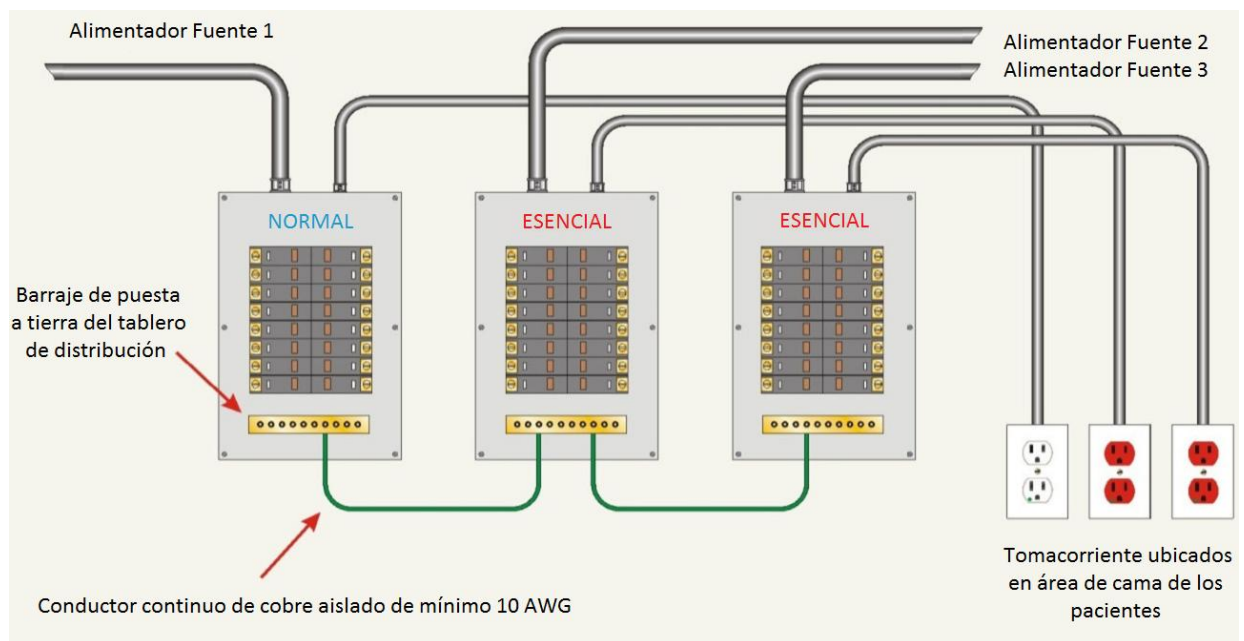 Alimentador Fuente 1
Alimentador Fuente 2
Alimentador Fuente 3
NORMAL
ESENCIAL
ESENCIAL
Barraje de puesta
a tierra del tablero
de distribución
Conductor continuo de cobre aislado de mínimo 10 AWG
Tomacorriente ubicados
en área de cama de los
pacientes